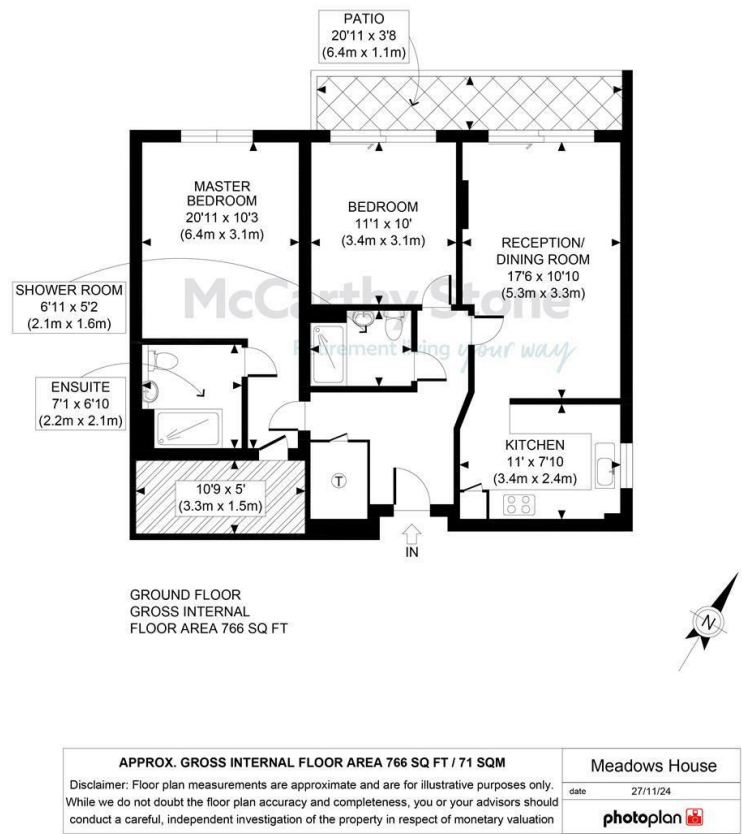 PATIO
20'11 x 3'8
(6.4m x 1.1m)
MASTER
BEDROOM
20'11 x 10'3
(6.4m x 3.1m)
BEDROOM
11'1 x 10'
(3.4m x 3.1m)
RECEPTION/
DINING ROOM
17'6 x 10'10
(5.3m x 3.3m)
SHOWER ROOM
6'11 x 5'2
(2.1m x 1.6m)
McCarthy Stone
Retirement living your way
ENSUITE
7'1 x 6'10
(2.2m x 2.1m)
KITCHEN
11' x 7'10
(3.4m x 2.4m)
10'9 x 5'
(3.3m x 1.5m)
T
IN
GROUND FLOOR
GROSS INTERNAL
FLOOR AREA 766 SQ FT
N
APPROX. GROSS INTERNAL FLOOR AREA 766 SQ FT / 71 SQM
Disclaimer: Floor plan measurements are approximate and are for illustrative purposes only.
While we do not doubt the floor plan accuracy and completeness, you or your advisors should
conduct a careful, independent investigation of the property in respect of monetary valuation
Meadows House
date 27/11/24
photoplan